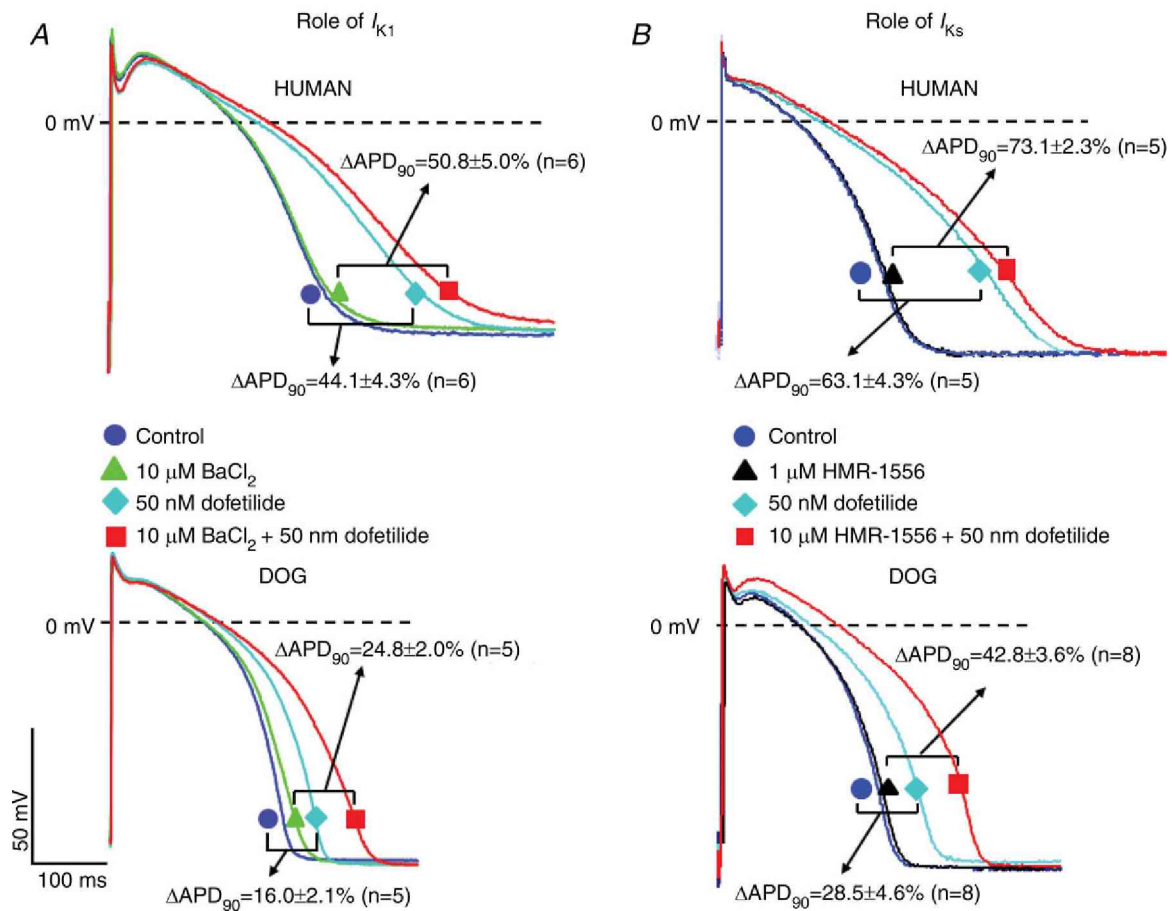 A
Role of I_K1
HUMAN
0 mV
ΔAPD90=50.8±5.0% (n=6)
ΔAPD90=44.1±4.3% (n=6)
Control
10 μM BaCl2
50 nM dofetilide
10 μM BaCl2 + 50 nm dofetilide
DOG
0 mV
ΔAPD90=24.8±2.0% (n=5)
50 mV
100 ms
ΔAPD90=16.0±2.1% (n=5)
B
Role of I_Ks
HUMAN
0 mV
ΔAPD90=73.1±2.3% (n=5)
ΔAPD90=63.1±4.3% (n=5)
Control
1 μM HMR-1556
50 nM dofetilide
10 μM HMR-1556 + 50 nm dofetilide
DOG
0 mV
ΔAPD90=42.8±3.6% (n=8)
ΔAPD90=28.5±4.6% (n=8)